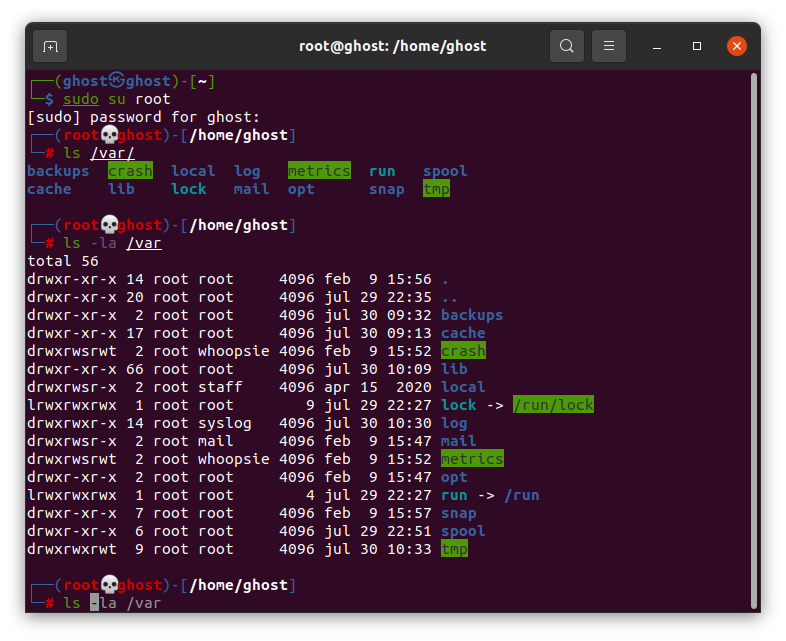 root@ghost: /home/ghost
┌──(ghost㉿ghost)-[~]
└─$ sudo su root
[sudo] password for ghost:
┌──(root💀ghost)-[/home/ghost]
└─# ls /var/
backups  crash  local  log   metrics  run   spool
cache    lib    lock   mail  opt      snap  tmp
┌──(root💀ghost)-[/home/ghost]
└─# ls -la /var
total 56
drwxr-xr-x 14 root root     4096 feb  9 15:56 .
drwxr-xr-x 20 root root     4096 jul 29 22:35 ..
drwxr-xr-x  2 root root     4096 jul 30 09:32 backups
drwxr-xr-x 17 root root     4096 jul 30 09:13 cache
drwxrwsrwt  2 root whoopsie 4096 feb  9 15:52 crash
drwxr-xr-x 66 root root     4096 jul 30 10:09 lib
drwxrwsr-x  2 root staff    4096 apr 15  2020 local
lrwxrwxrwx  1 root root        9 jul 29 22:27 lock -> /run/lock
drwxrwxr-x 14 root syslog   4096 jul 30 10:30 log
drwxrwsr-x  2 root mail     4096 feb  9 15:47 mail
drwxrwsrwt  2 root whoopsie 4096 feb  9 15:52 metrics
drwxr-xr-x  2 root root     4096 feb  9 15:47 opt
lrwxrwxrwx  1 root root        4 jul 29 22:27 run -> /run
drwxr-xr-x  7 root root     4096 feb  9 15:57 snap
drwxr-xr-x  6 root root     4096 jul 29 22:51 spool
drwxrwxrwt  9 root root     4096 jul 30 10:33 tmp
┌──(root💀ghost)-[/home/ghost]
└─# ls -la /var